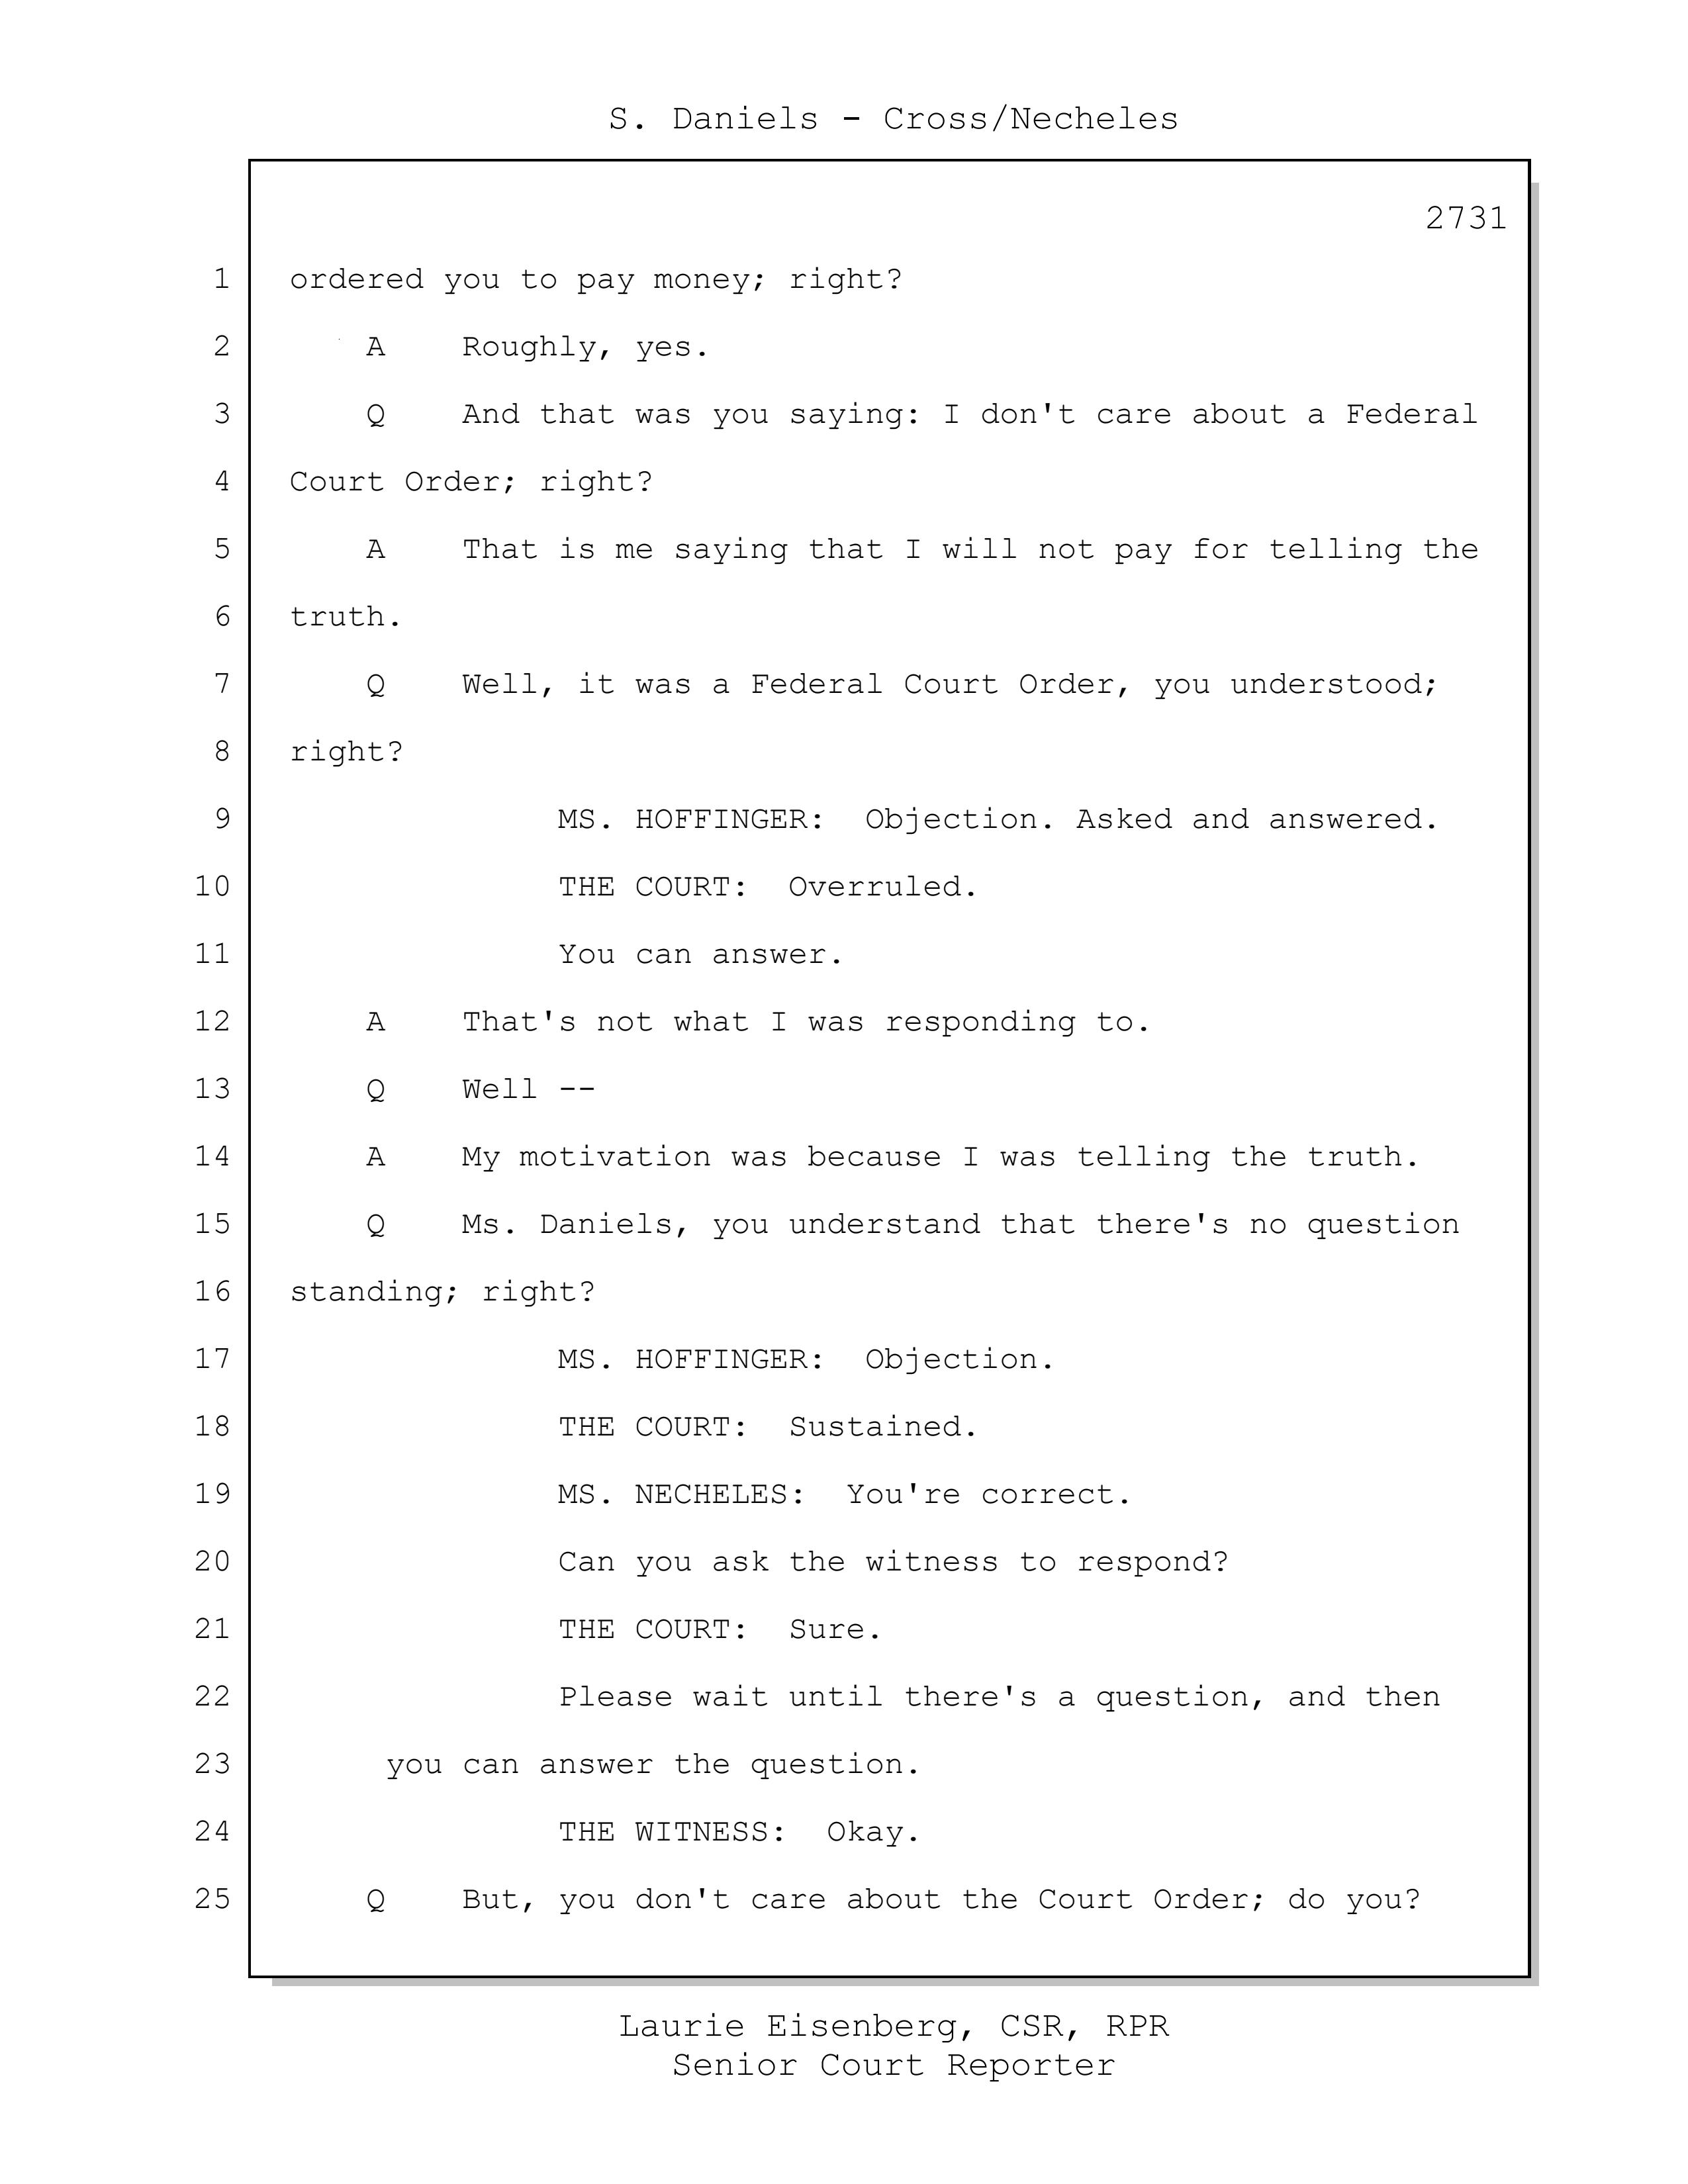 S. Daniels - Cross/Necheles
2731
1 ordered you to pay money; right?
2 A Roughly, yes.
3 Q And that was you saying: I don't care about a Federal
4 Court Order; right?
5 A That is me saying that I will not pay for telling the
6 truth.
7 Q Well, it was a Federal Court Order, you understood;
8 right?
9 MS. HOFFINGER: Objection. Asked and answered.
10 THE COURT: Overruled.
11 You can answer.
12 A That's not what I was responding to.
13 Q Well --
14 A My motivation was because I was telling the truth.
15 Q Ms. Daniels, you understand that there's no question
16 standing; right?
17 MS. HOFFINGER: Objection.
18 THE COURT: Sustained.
19 MS. NECHELES: You're correct.
20 Can you ask the witness to respond?
21 THE COURT: Sure.
22 Please wait until there's a question, and then
23 you can answer the question.
24 THE WITNESS: Okay.
25 Q But, you don't care about the Court Order; do you?
Laurie Eisenberg, CSR, RPR
Senior Court Reporter